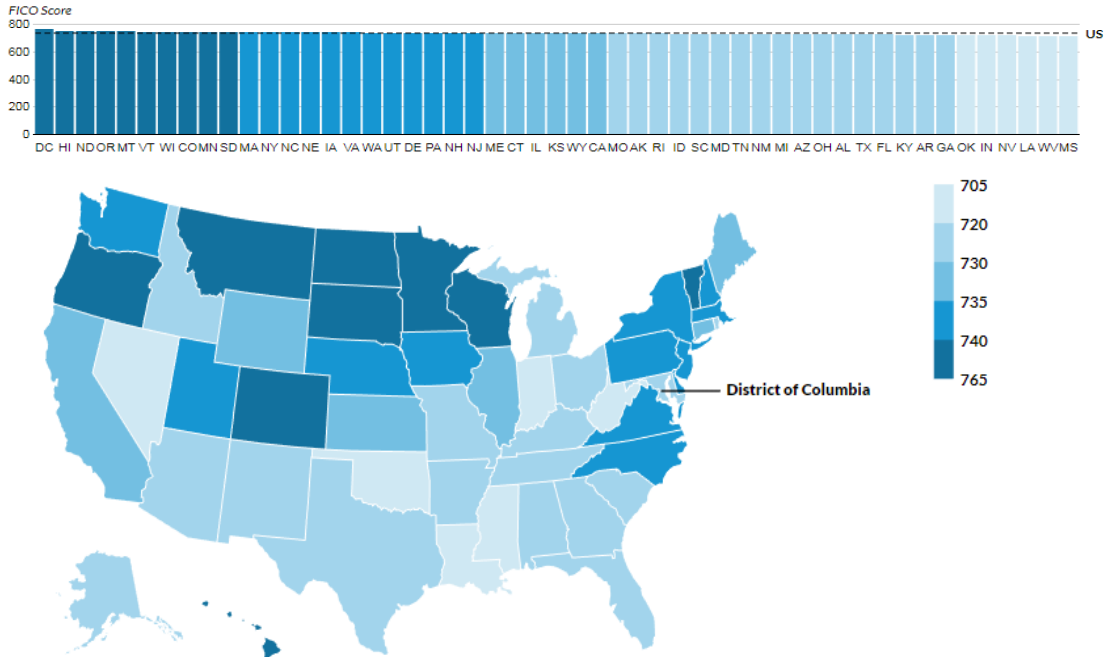 FICO Score
800
US
600
400
200
0
DC HI ND OR MT VT WI CO MN SD MA NY NC NE IA VA WA UT DE PA NH NJ ME CT IL KS WY CA MO AK RI ID SC MD TN NM MI AZ OH AL TX FL KY AR GA OK IN NV LA WV MS
705
720
730
735
740
765
District of Columbia